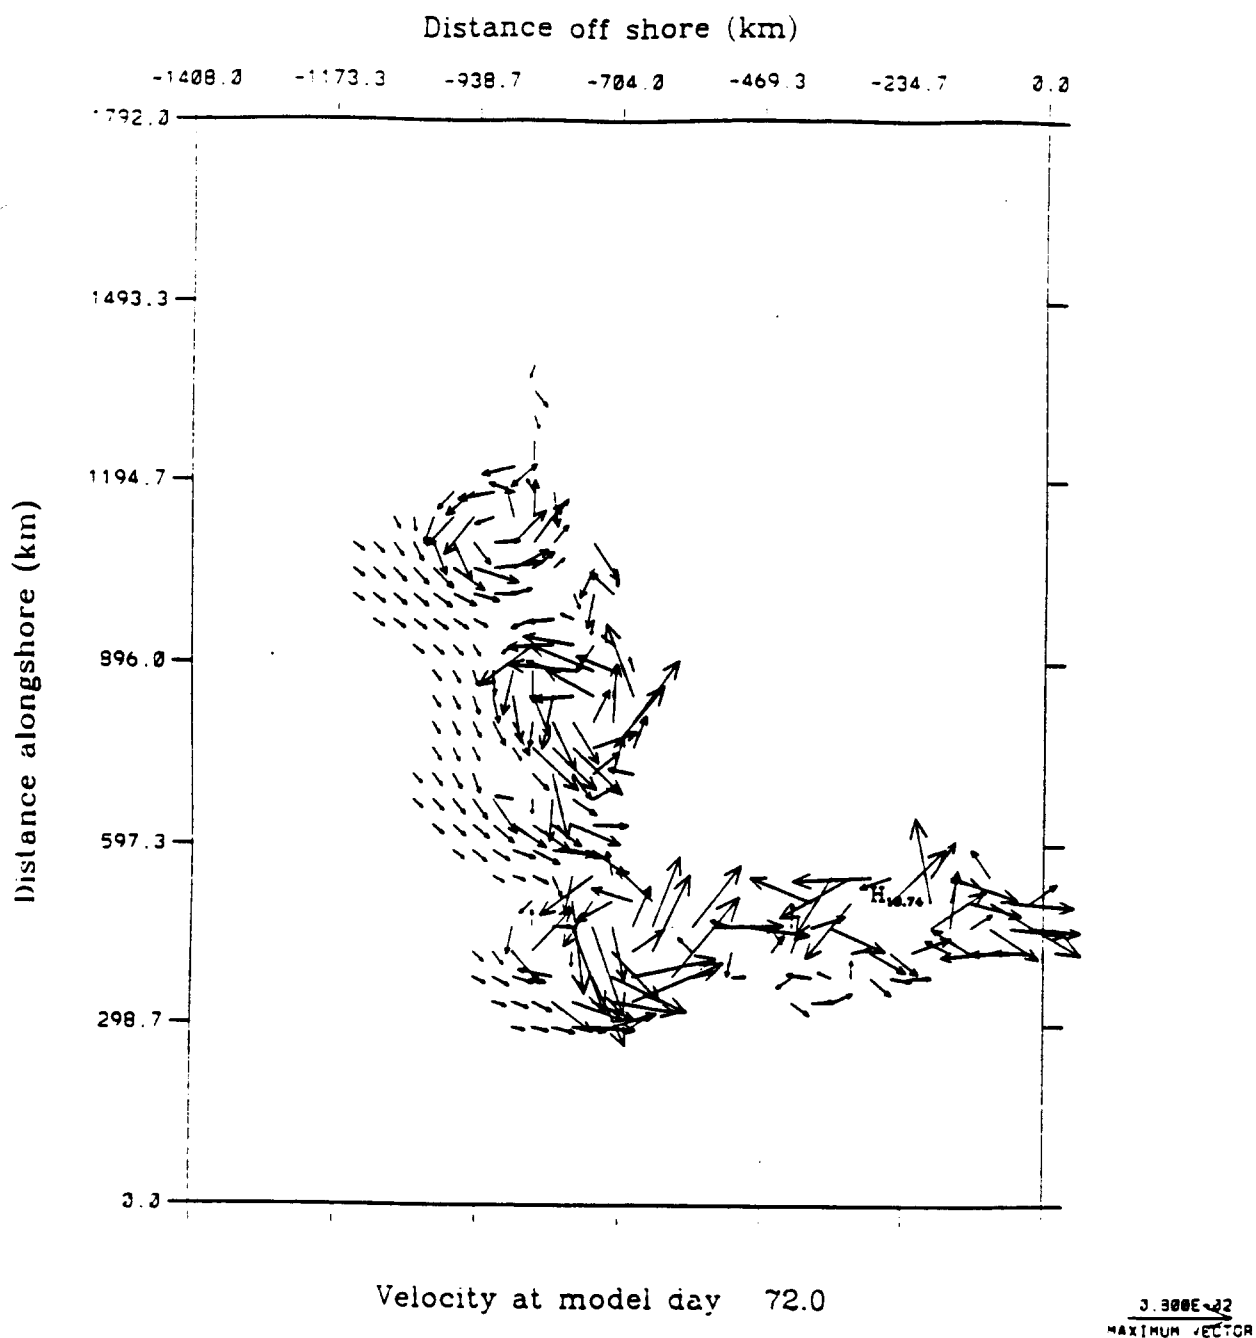 Distance off shore (km)
-1408.0 -1173.3 -938.7 -704.0 -469.3 -234.7 0.0
1792.0
1493.3
1194.7
896.0
597.3
298.7
0.0
Distance alongshore (km)
H
Velocity at model day 72.0
MAXIMUM VECTOR